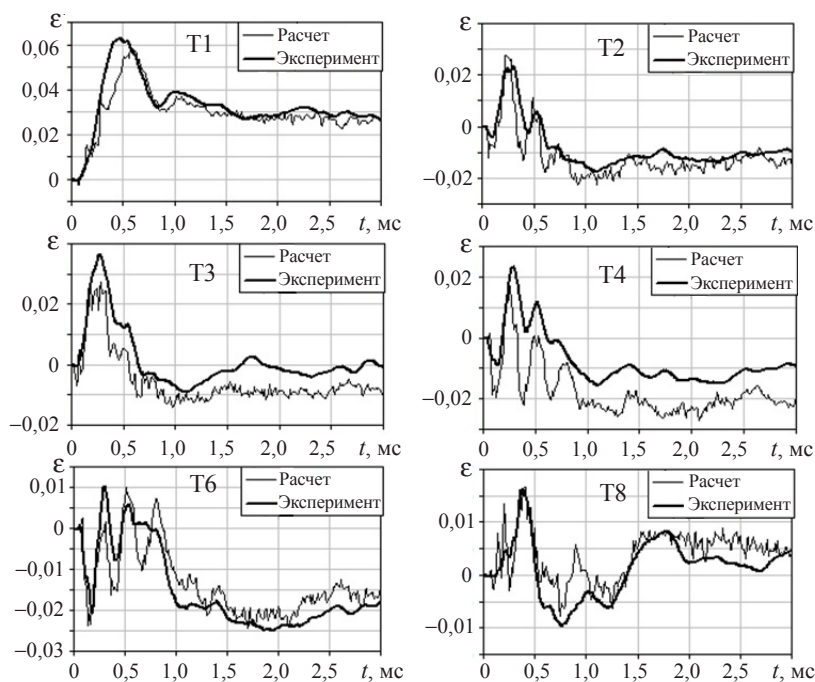 ε
T1
Расчет
Эксперимент
0,06
0,04
0,02
0
0 0,5 1,0 1,5 2,0 2,5 t, мс
ε
T2
Расчет
Эксперимент
0,02
0
–0,02
0 0,5 1,0 1,5 2,0 2,5 t, мс
ε
T3
Расчет
Эксперимент
0,02
0
–0,02
0 0,5 1,0 1,5 2,0 2,5 t, мс
ε
T4
Расчет
Эксперимент
0,02
0
–0,02
0 0,5 1,0 1,5 2,0 2,5 t, мс
ε
T6
Расчет
Эксперимент
0,01
0
–0,01
–0,02
–0,03
0 0,5 1,0 1,5 2,0 2,5 t, мс
ε
T8
Расчет
Эксперимент
0,01
0
–0,01
0 0,5 1,0 1,5 2,0 2,5 t, мс